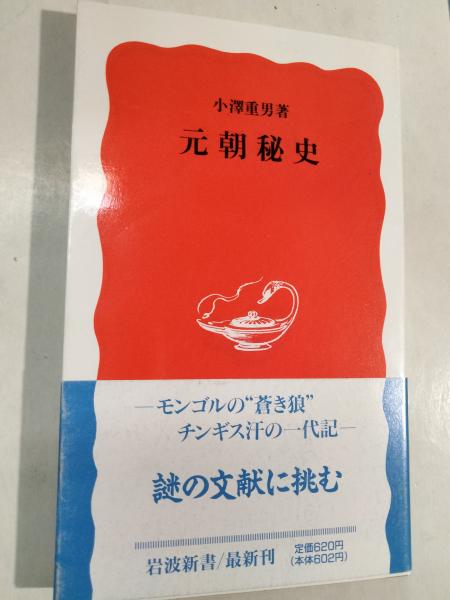 小澤重男著
元朝秘史
―モンゴルの“蒼き狼”
チンギス汗の一代記―
謎の文献に挑む
岩波新書/最新刊
定価620円
(本体602円)